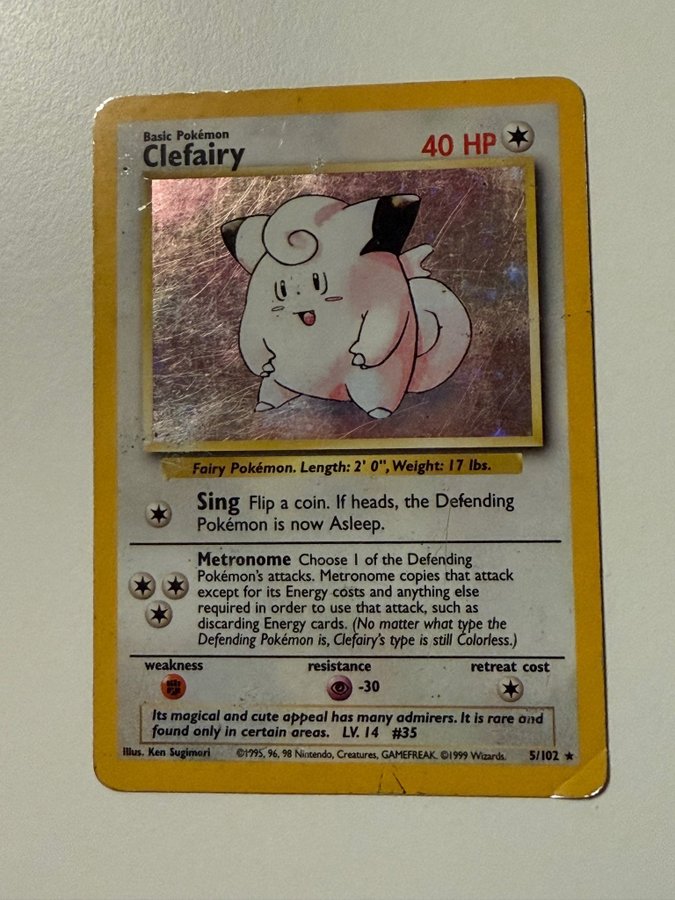 Basic Pokémon
Clefairy
40 HP
Fairy Pokémon. Length: 2' 0", Weight: 17 lbs.
Sing Flip a coin. If heads, the Defending
Pokémon is now Asleep.
Metronome Choose 1 of the Defending
Pokémon's attacks. Metronome copies that attack
except for its Energy costs and anything else
required in order to use that attack, such as
discarding Energy cards. (No matter what type the
Defending Pokémon is, Clefairy's type is still Colorless.)
weakness resistance retreat cost
-30
Its magical and cute appeal has many admirers. It is rare and
found only in certain areas. LV. 14 #35
Illus. Ken Sugimori ©1995, 96, 98 Nintendo, Creatures, GAMEFREAK. ©1999 Wizards. 5/102 ★